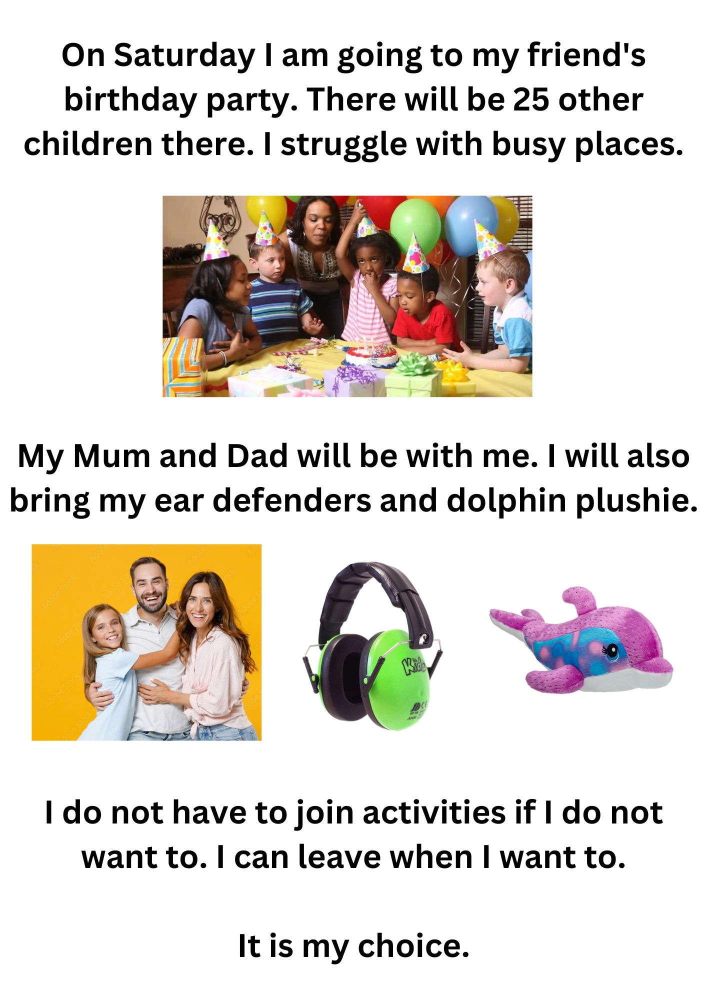 On Saturday I am going to my friend's
birthday party. There will be 25 other
children there. I struggle with busy places.
My Mum and Dad will be with me. I will also
bring my ear defenders and dolphin plushie.
Adobe Stock
CE
ANSI
I do not have to join activities if I do not
want to. I can leave when I want to.
It is my choice.